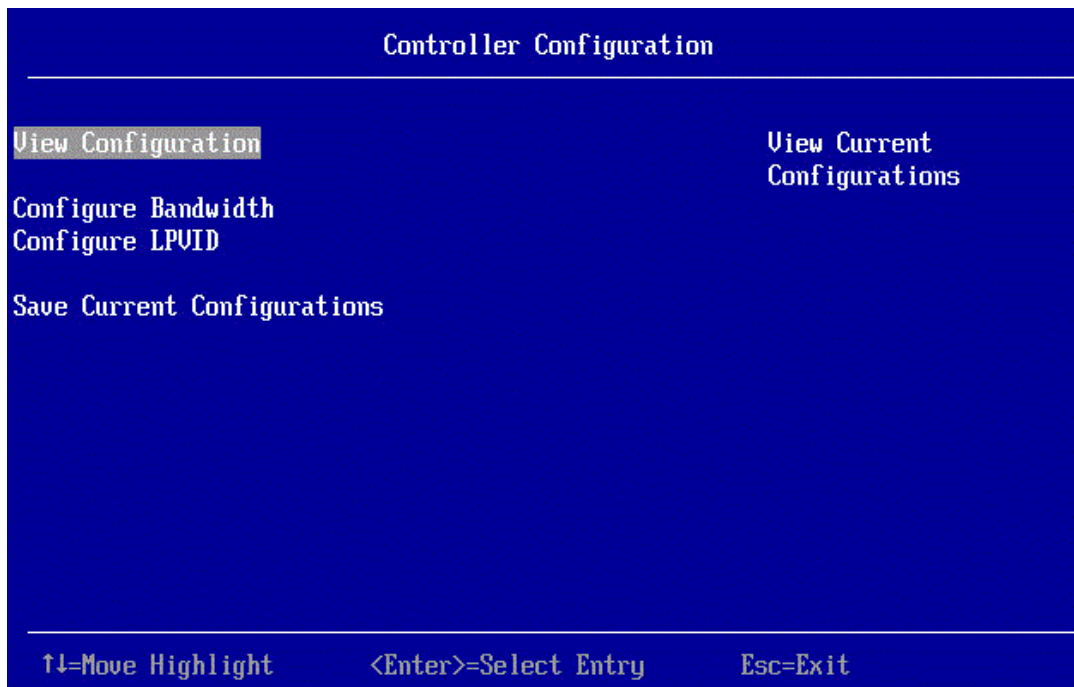 Controller Configuration
View Configuration
View Current
Configurations
Configure Bandwidth
Configure LPVID
Save Current Configurations
↑↓=Move Highlight <Enter>=Select Entry Esc=Exit